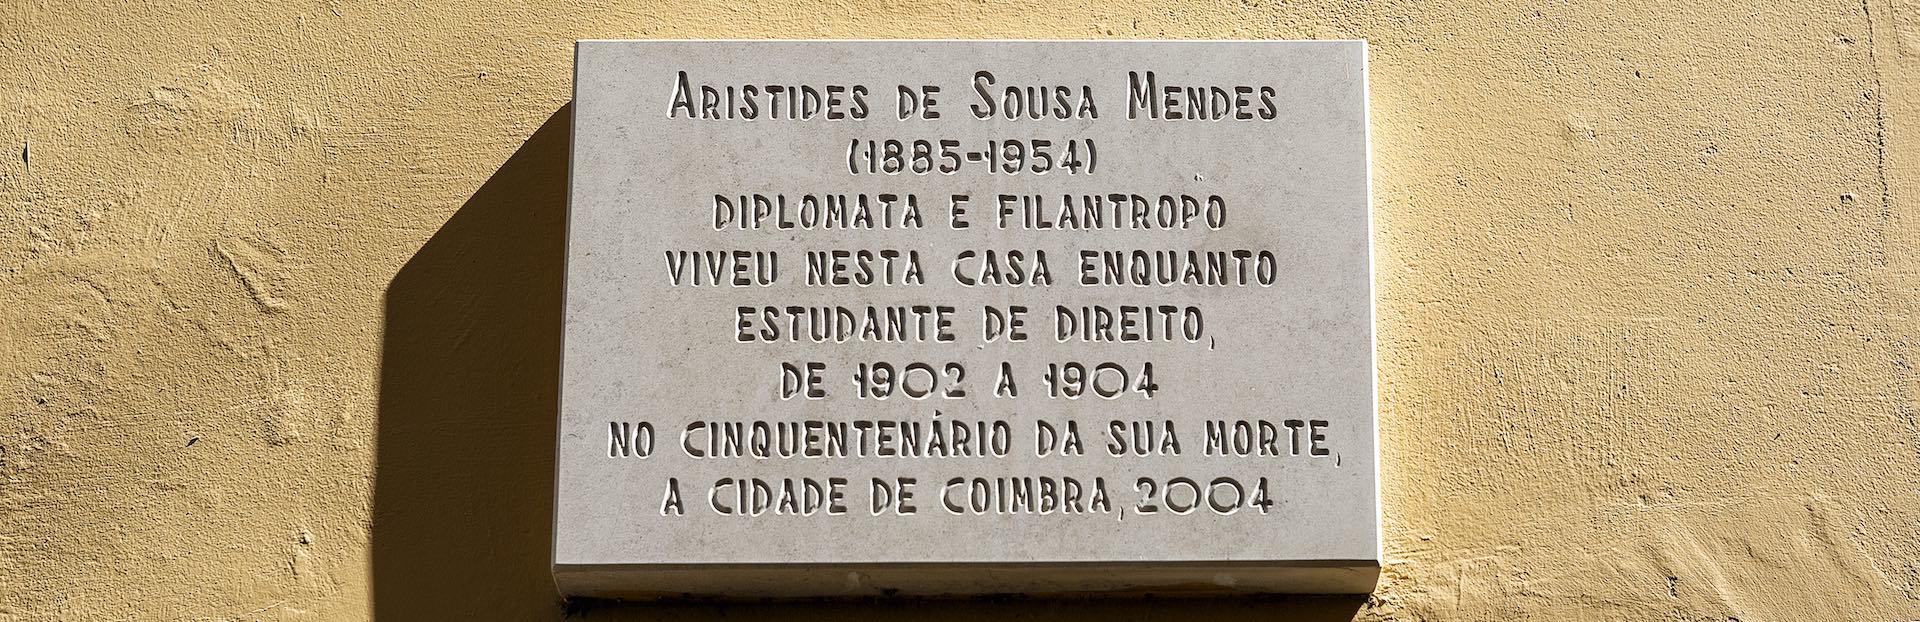 ARISTIDES DE SOUSA MENDES
(1885-1954)
DIPLOMATA E FILANTROPO
VIVEU NESTA CASA ENQUANTO
ESTUDANTE DE DIREITO,
DE 1902 A 1904
NO CINQUENTENÁRIO DA SUA MORTE,
A CIDADE DE COIMBRA, 2004